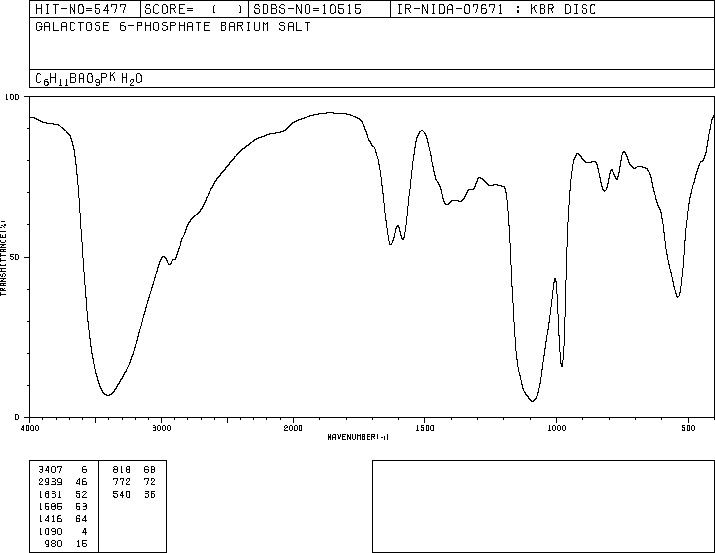 HIT-NO=5477 SCORE= ( ) SDBS-NO=10515 IR-NIDA-07671 : KBR DISC
GALACTOSE 6-PHOSPHATE BARIUM SALT
C6H11BAO9PK H2O
100
50
0
TRANSMITTANCE(%)
4000 3000 2000 1500 1000 500
WAVENUMBER(-1)
3407 6 818 68
2939 46 772 72
1631 52 540 36
1585 53
1416 64
1090 4
980 15